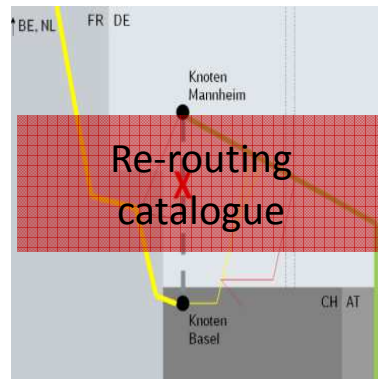 BE, NL
FR DE
Knoten
Mannheim
Re-routing
X
catalogue
CH AT
Knoten
Basel